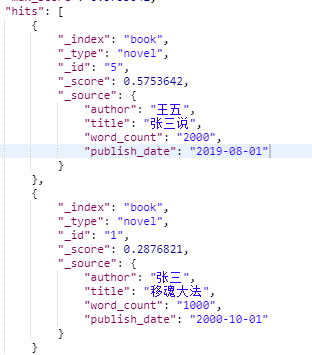 "hits": [
{
"_index": "book",
"_type": "novel",
"_id": "5",
"_score": 0.5753642,
"_source": {
"author": "王五",
"title": "张三说",
"word_count": "2000",
"publish_date": "2019-08-01"
}
},
{
"_index": "book",
"_type": "novel",
"_id": "1",
"_score": 0.2876821,
"_source": {
"author": "张三",
"title": "移魂大法",
"word_count": "1000",
"publish_date": "2000-10-01"
}
}